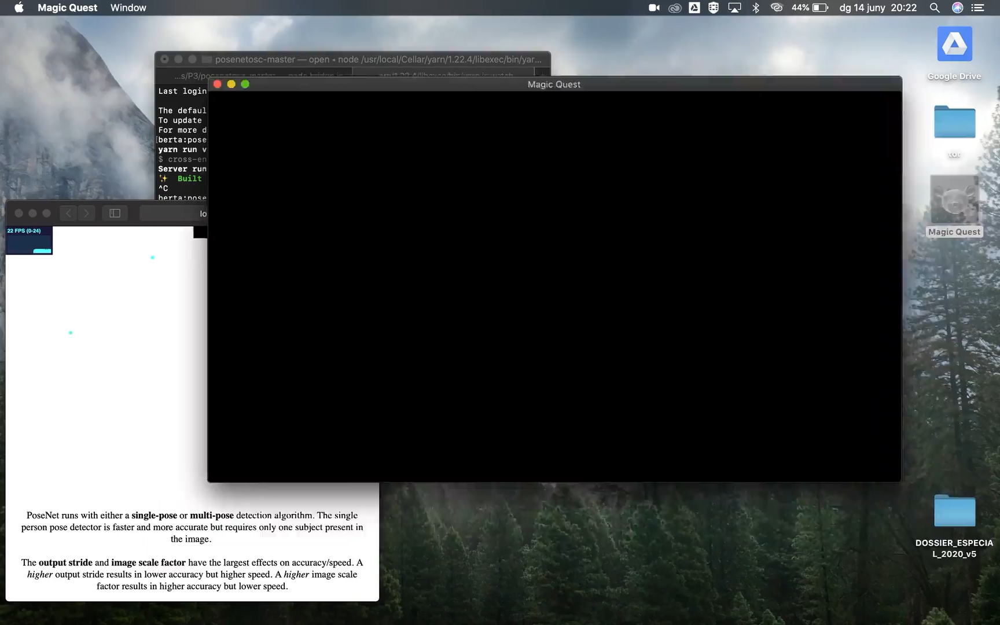 Magic Quest Window 44% dg 14 juny 20:22
posenetosc-master — open ◂ node /usr/local/Cellar/yarn/1.22.4/libexec/bin/yar...
...s/P3/posenetosc-master
Magic Quest
Last login
The defaul
To update
For more d
[berta:pose
yarn run v
$ cross-en
Server run
✨ Built
^C
berta:pose
lo
22 FPS (0-24)
PoseNet runs with either a single-pose or multi-pose detection algorithm. The single
person pose detector is faster and more accurate but requires only one subject present in
the image.
The output stride and image scale factor have the largest effects on accuracy/speed. A
higher output stride results in lower accuracy but higher speed. A higher image scale
factor results in higher accuracy but lower speed.
Google Drive
tot
Magic Quest
DOSSIER_ESPECIA
L_2020_v5